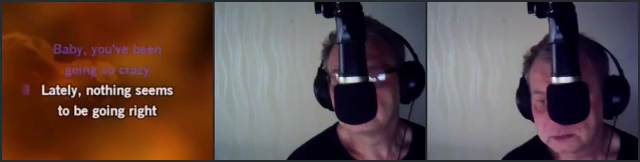 Baby, you've been
going so crazy
Lately, nothing seems
to be going right